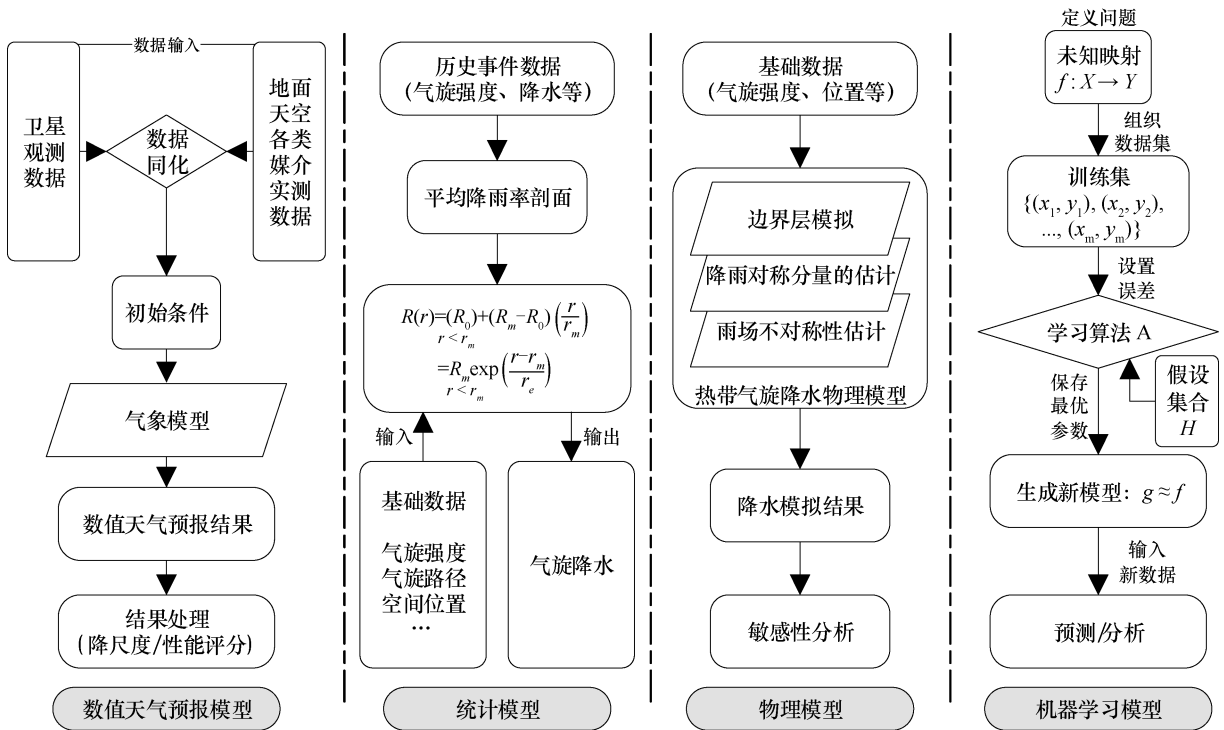 数据输入
卫星
观测
数据
数据
同化
地面
天空
各类
媒介
实测
数据
初始条件
气象模型
数值天气预报结果
结果处理
(降尺度/性能评分)
数值天气预报模型
历史事件数据
(气旋强度、降水等)
平均降雨率剖面
R(r)=(R₀)+(Rₘ−R₀)(r/rₘ)
r < rₘ
=Rₘexp((r−rₘ)/rₑ)
r < rₘ
输入
输出
基础数据
气旋强度
气旋路径
空间位置
…
气旋降水
统计模型
基础数据
(气旋强度、位置等)
边界层模拟
降雨对称分量的估计
雨场不对称性估计
热带气旋降水物理模型
降水模拟结果
敏感性分析
物理模型
定义问题
未知映射
f : X → Y
组织
数据集
训练集
{(x₁, y₁), (x₂, y₂),
..., (xₘ, yₘ)}
设置
误差
学习算法 A
保存
最优
参数
假设
集合
H
生成新模型: g ≈ f
输入
新数据
预测/分析
机器学习模型